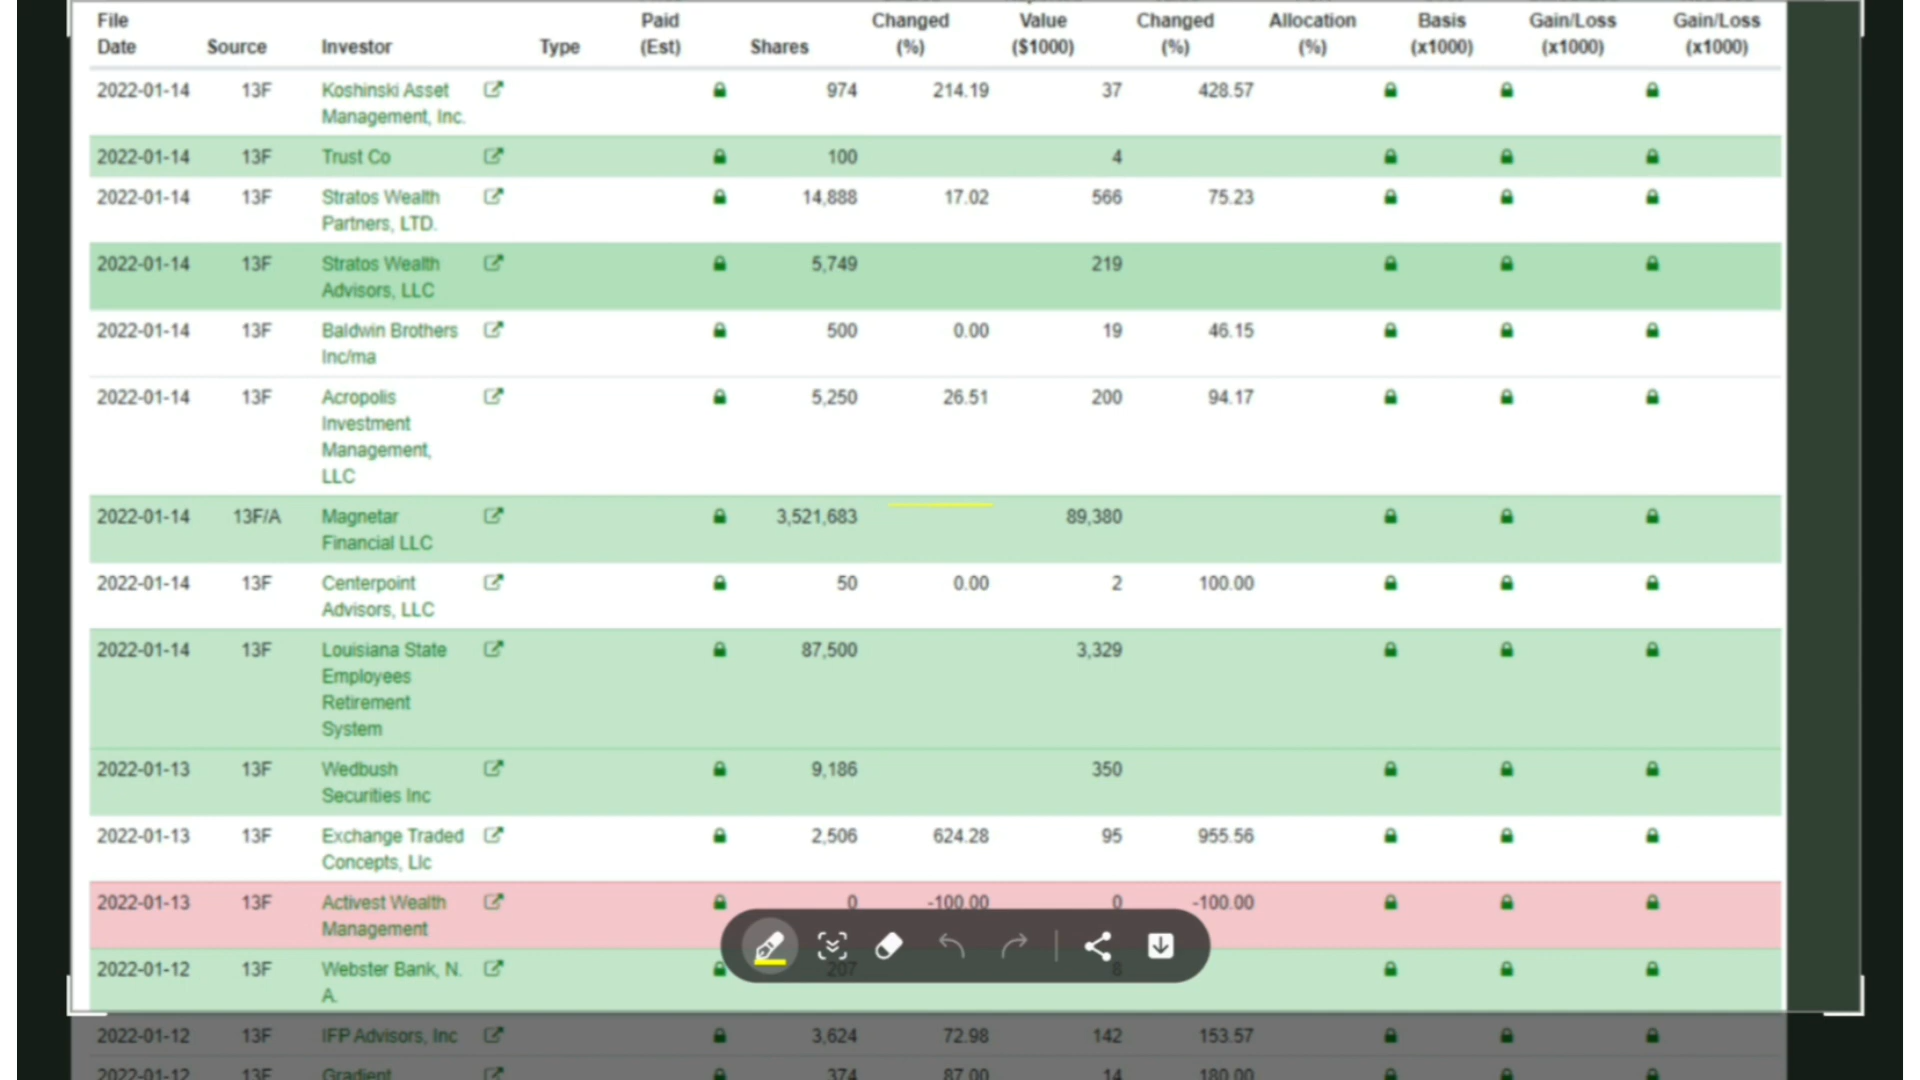 File Date Source Investor Type Paid (Est) Shares Changed (%) Value ($1000) Changed (%) Allocation (%) Basis (x1000) Gain/Loss (x1000) Gain/Loss (x1000)
2022-01-14 13F Koshinski Asset Management, Inc. 974 214.19 37 428.57
2022-01-14 13F Trust Co 100 4
2022-01-14 13F Stratos Wealth Partners, LTD. 14,888 17.02 566 75.23
2022-01-14 13F Stratos Wealth Advisors, LLC 5,749 219
2022-01-14 13F Baldwin Brothers Inc/ma 500 0.00 19 46.15
2022-01-14 13F Acropolis Investment Management, LLC 5,250 26.51 200 94.17
2022-01-14 13F/A Magnetar Financial LLC 3,521,683 89,380
2022-01-14 13F Centerpoint Advisors, LLC 50 0.00 2 100.00
2022-01-14 13F Louisiana State Employees Retirement System 87,500 3,329
2022-01-13 13F Wedbush Securities Inc 9,186 350
2022-01-13 13F Exchange Traded Concepts, Llc 2,506 624.28 95 955.56
2022-01-13 13F Activest Wealth Management 0 -100.00 0 -100.00
2022-01-12 13F Webster Bank, N. A. 207 8
2022-01-12 13F IFP Advisors, Inc 3,624 72.98 142 153.57
2022-01-12 13F Gradient 374 87.00 14 180.00